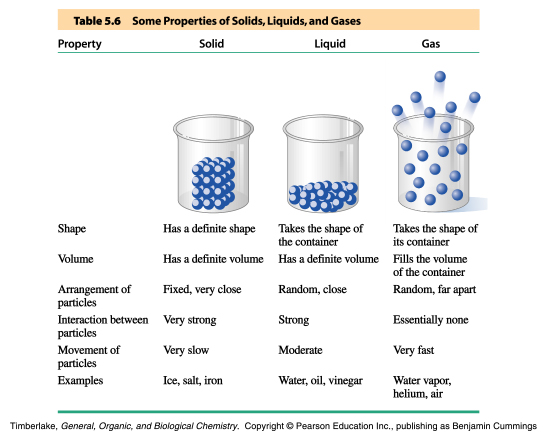 Table 5.6 Some Properties of Solids, Liquids, and Gases
Property Solid Liquid Gas
Shape Has a definite shape Takes the shape of the container Takes the shape of its container
Volume Has a definite volume Has a definite volume Fills the volume of the container
Arrangement of particles Fixed, very close Random, close Random, far apart
Interaction between particles Very strong Strong Essentially none
Movement of particles Very slow Moderate Very fast
Examples Ice, salt, iron Water, oil, vinegar Water vapor, helium, air
Timberlake, General, Organic, and Biological Chemistry. Copyright © Pearson Education Inc., publishing as Benjamin Cummings